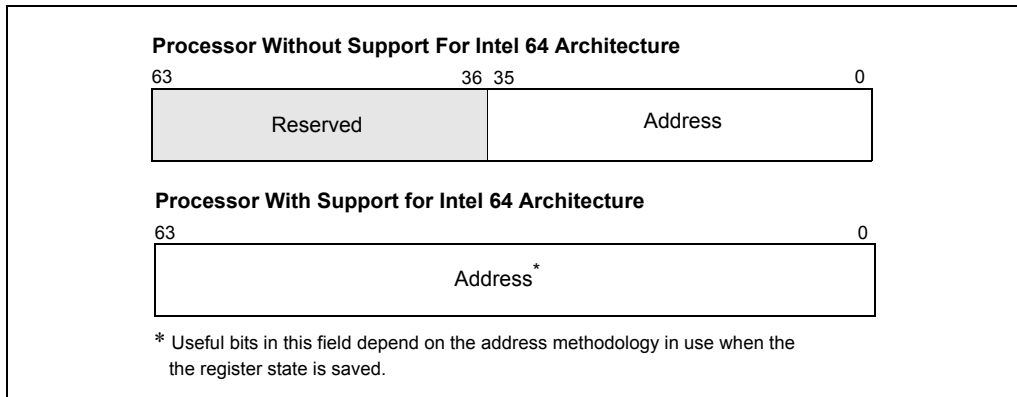 Processor Without Support For Intel 64 Architecture
63 36 35 0
Reserved Address
Processor With Support for Intel 64 Architecture
63 0
Address*
* Useful bits in this field depend on the address methodology in use when the
the register state is saved.